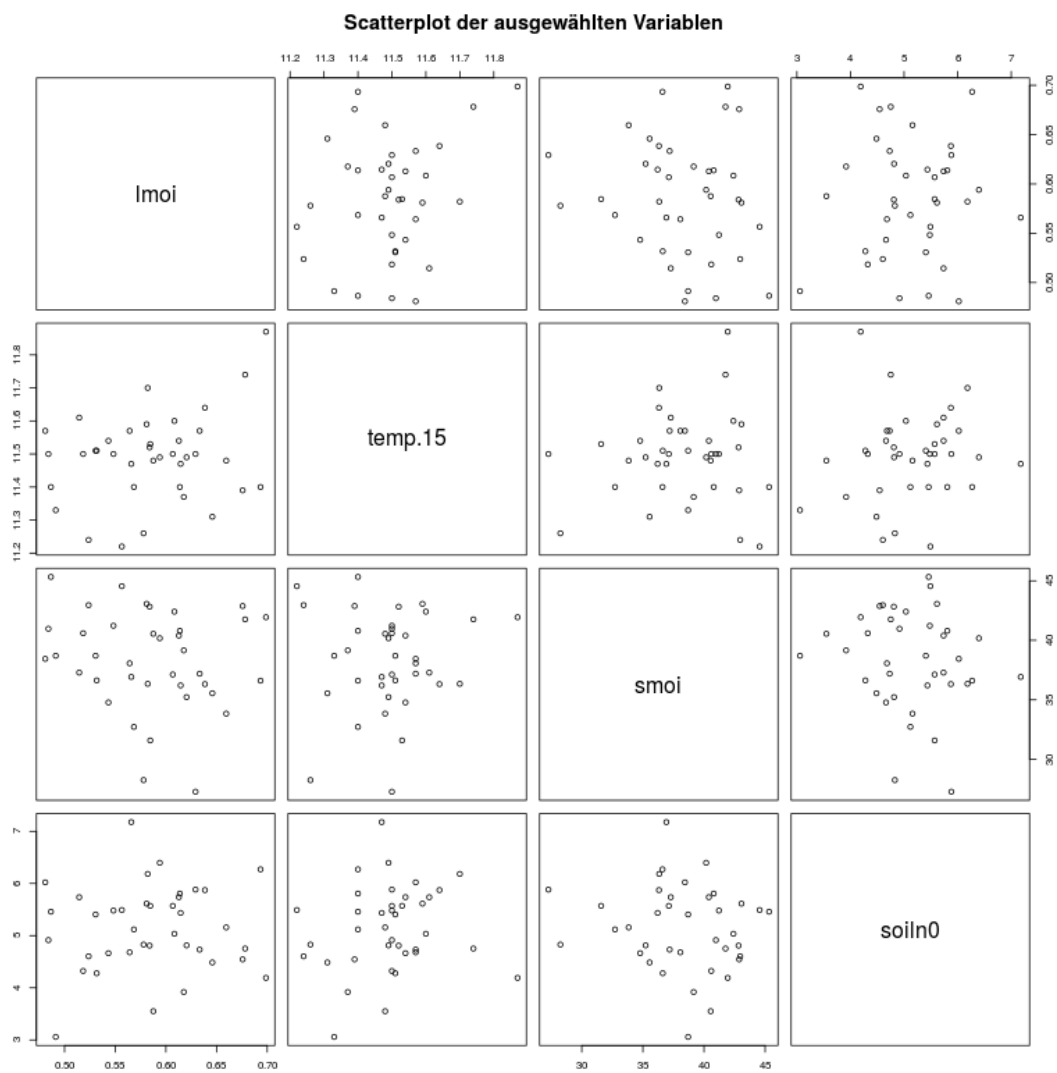 Scatterplot der ausgewählten Variablen
11.2 11.3 11.4 11.5 11.6 11.7 11.8
3 4 5 6 7
lmoi
0.50 0.55 0.60 0.65 0.70
11.2 11.3 11.4 11.5 11.6 11.7 11.8
temp.15
smoi
30 35 40 45
3 4 5 6 7
soiln0
0.50 0.55 0.60 0.65 0.70
30 35 40 45